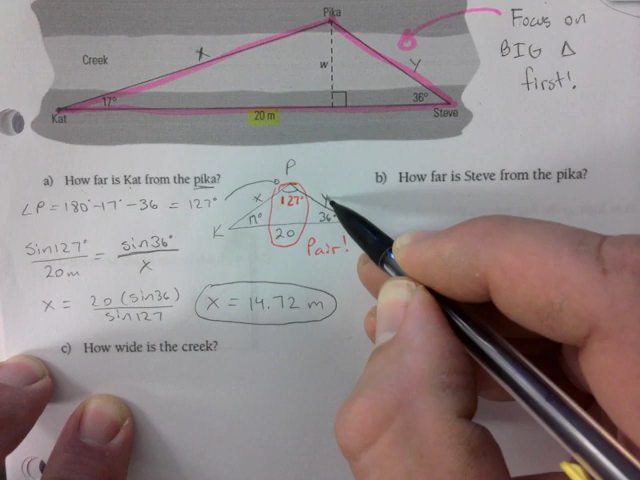 Pika
Focus on
BIG Δ
first!
Creek
x
w
y
17°
36°
Kat
20 m
Steve
a) How far is Kat from the pika?
b) How far is Steve from the pika?
∠P = 180°-17°-36 = 127°
P
x
127°
y
17°
36°
K
20
Pair!
sin127° / 20m = sin36° / x
x = 20 (sin36) / sin127
x = 14.72 m
c) How wide is the creek?